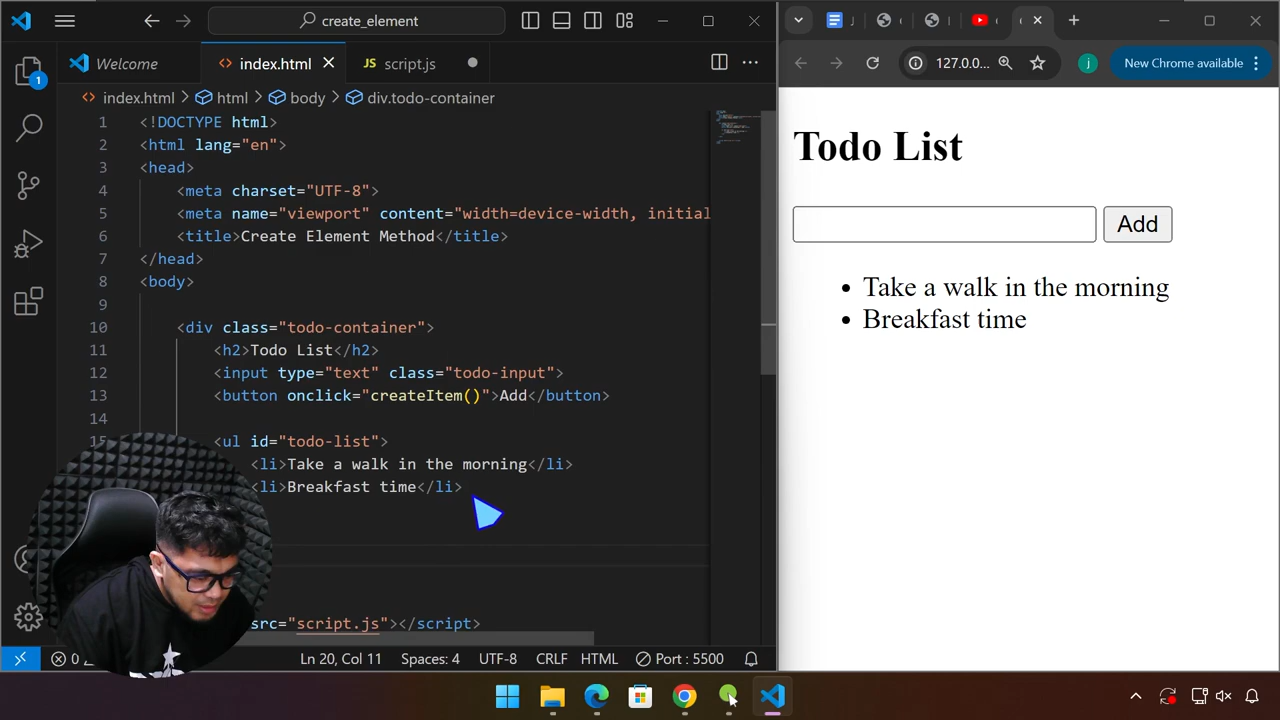 create_element
Welcome
index.html
script.js
index.html
html
body
div.todo-container
1 <!DOCTYPE html>
2 <html lang="en">
3 <head>
4 <meta charset="UTF-8">
5 <meta name="viewport" content="width=device-width, initial
6 <title>Create Element Method</title>
7 </head>
8 <body>
9
10 <div class="todo-container">
11 <h2>Todo List</h2>
12 <input type="text" class="todo-input">
13 <button onclick="createItem()">Add</button>
14
<ul id="todo-list">
<li>Take a walk in the morning</li>
<li>Breakfast time</li>
src="script.js"></script>
0
Ln 20, Col 11
Spaces: 4
UTF-8
CRLF
HTML
Port : 5500
1
127.0.0...
j
New Chrome available
Todo List
Add
• Take a walk in the morning
• Breakfast time